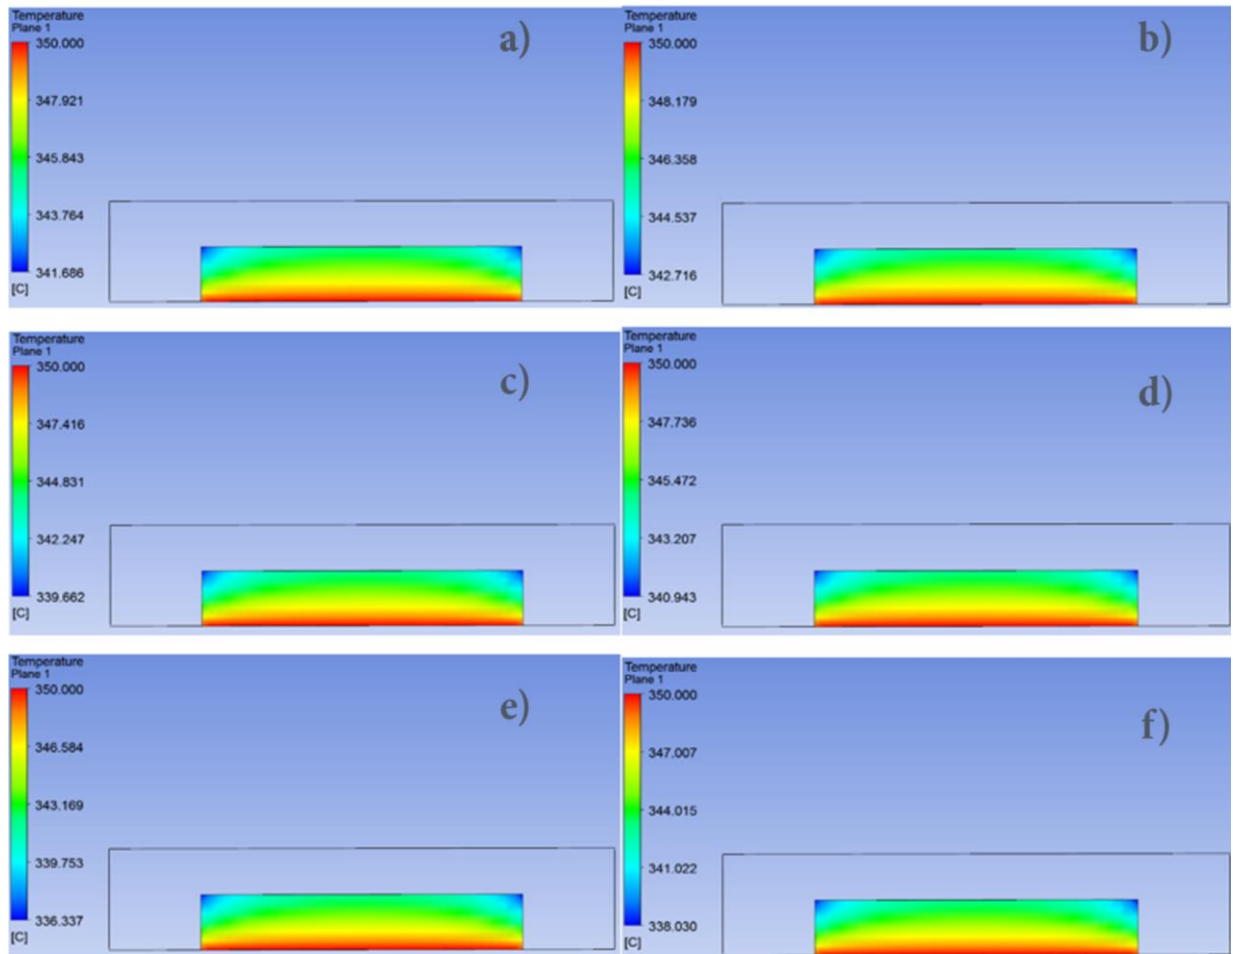 Temperature
Plane 1
350.000
347.921
345.843
343.764
341.686
[C]
a)
Temperature
Plane 1
350.000
348.179
346.358
344.537
342.716
[C]
b)
Temperature
Plane 1
350.000
347.416
344.831
342.247
339.662
[C]
c)
Temperature
Plane 1
350.000
347.736
345.472
343.207
340.943
[C]
d)
Temperature
Plane 1
350.000
346.584
343.169
339.753
336.337
[C]
e)
Temperature
Plane 1
350.000
347.007
344.015
341.022
338.030
[C]
f)